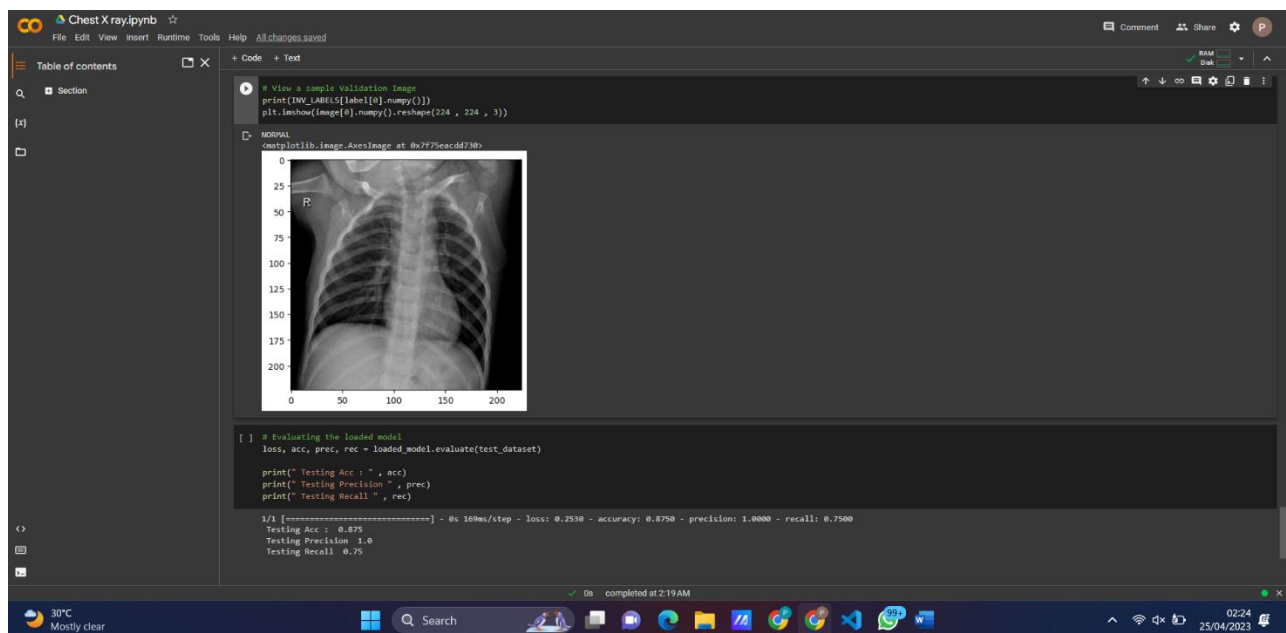 Chest X ray.ipynb
File Edit View Insert Runtime Tools Help All changes saved
Comment Share P
Table of contents
+ Code + Text
RAM
Disk
Section
{x}
# View a sample Validation Image
print(INV_LABELS[label[0].numpy()])
plt.imshow(image[0].numpy().reshape(224 , 224 , 3))
NORMAL
<matplotlib.image.AxesImage at 0x7f75eacdd730>
R
0
25
50
75
100
125
150
175
200
0 50 100 150 200
[ ] # Evaluating the loaded model
loss, acc, prec, rec = loaded_model.evaluate(test_dataset)
print(" Testing Acc : " , acc)
print(" Testing Precision " , prec)
print(" Testing Recall " , rec)
1/1 [==============================] - 0s 169ms/step - loss: 0.2530 - accuracy: 0.8750 - precision: 1.0000 - recall: 0.7500
Testing Acc : 0.875
Testing Precision 1.0
Testing Recall 0.75
0s completed at 2:19 AM
30°C
Mostly clear
Search
99+
02:24
25/04/2023